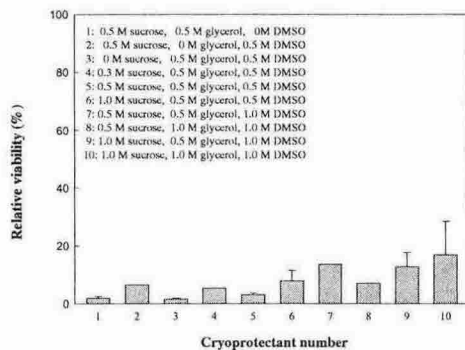 100
80
60
40
20
0
Relative viability (%)
1: 0.5 M sucrose, 0.5 M glycerol, 0M DMSO
2: 0.5 M sucrose, 0 M glycerol, 0.5 M DMSO
3: 0 M sucrose, 0.5 M glycerol, 0.5 M DMSO
4: 0.3 M sucrose, 0.5 M glycerol, 0.5 M DMSO
5: 0.5 M sucrose, 0.5 M glycerol, 0.5 M DMSO
6: 1.0 M sucrose, 0.5 M glycerol, 0.5 M DMSO
7: 0.5 M sucrose, 0.5 M glycerol, 1.0 M DMSO
8: 0.5 M sucrose, 1.0 M glycerol, 1.0 M DMSO
9: 1.0 M sucrose, 0.5 M glycerol, 1.0 M DMSO
10: 1.0 M sucrose, 1.0 M glycerol, 1.0 M DMSO
1 2 3 4 5 6 7 8 9 10
Cryoprotectant number